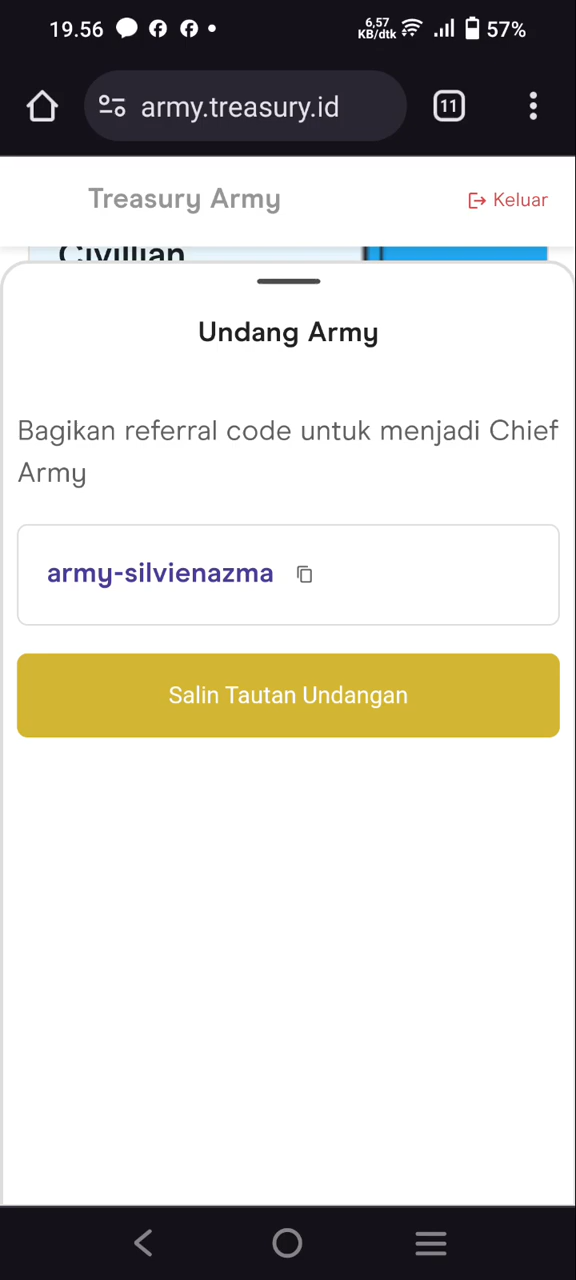 19.56
6,57
KB/dtk
57%
army.treasury.id
11
Treasury Army
Keluar
Civillian
Undang Army
Bagikan referral code untuk menjadi Chief
Army
army-silvienazma
Salin Tautan Undangan